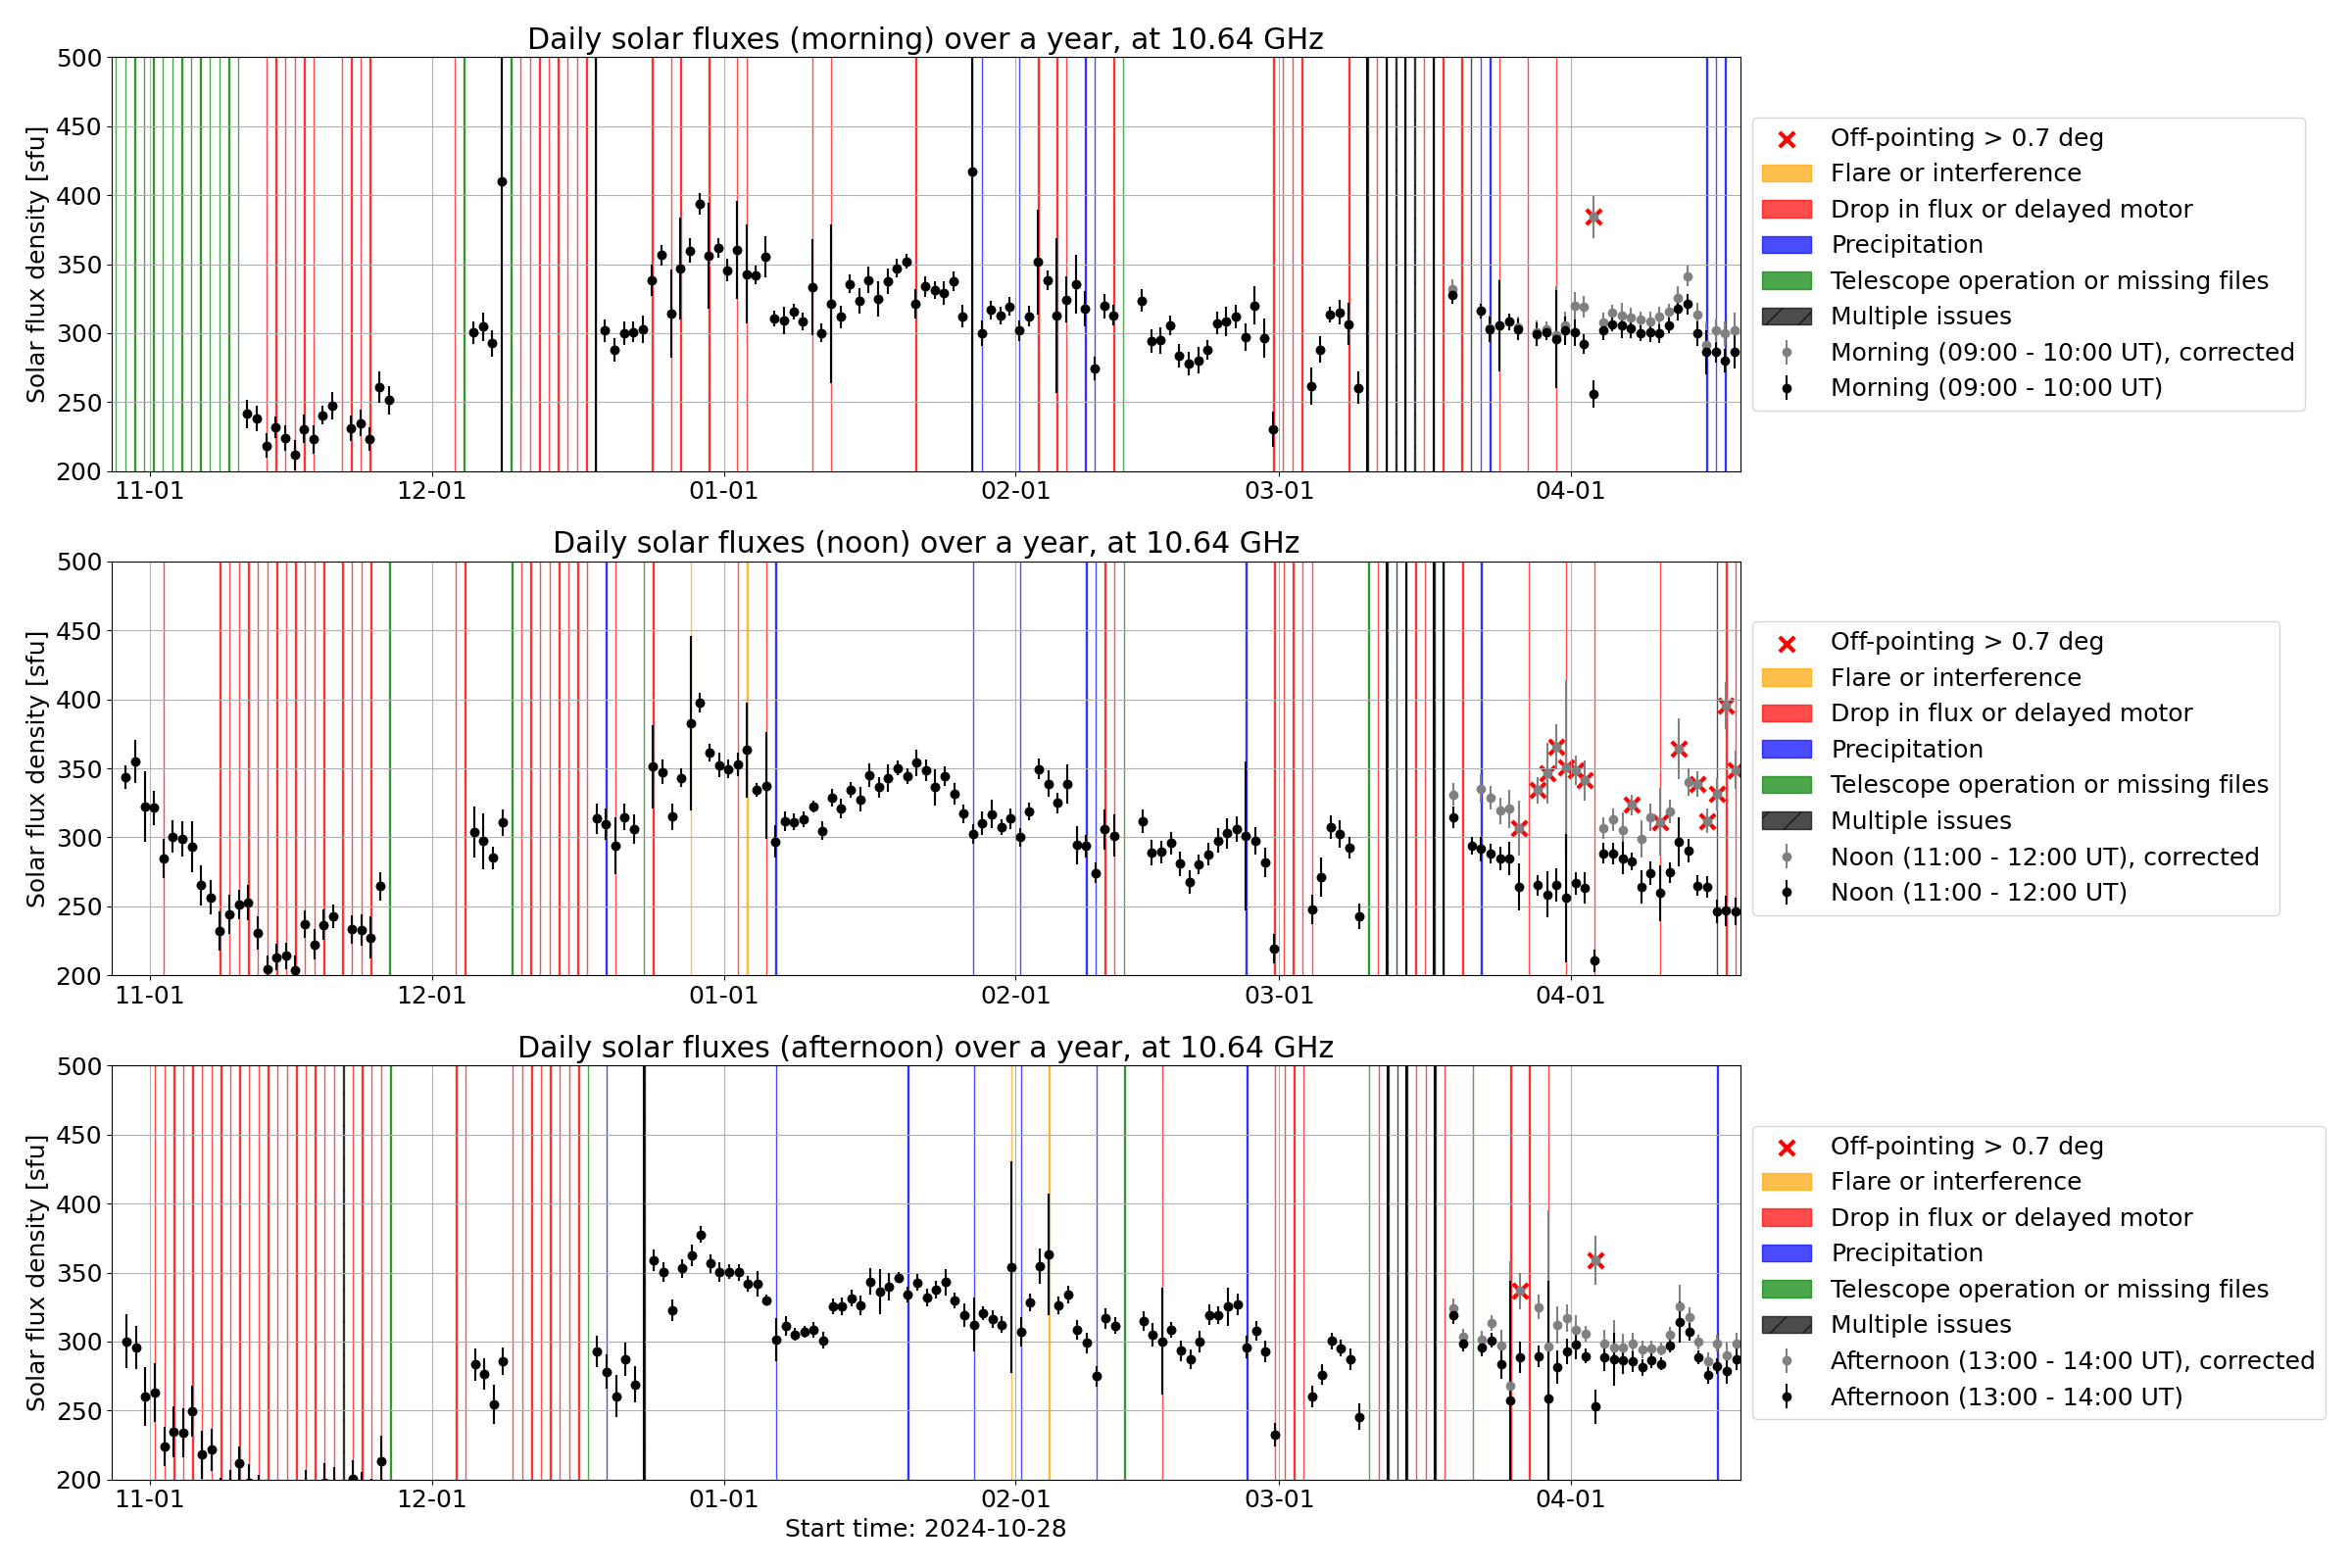 Daily solar fluxes (morning) over a year, at 10.64 GHz
Solar flux density [sfu]
500
450
400
350
300
250
200
11-01 12-01 01-01 02-01 03-01 04-01
Off-pointing > 0.7 deg
Flare or interference
Drop in flux or delayed motor
Precipitation
Telescope operation or missing files
Multiple issues
Morning (09:00 - 10:00 UT), corrected
Morning (09:00 - 10:00 UT)
Daily solar fluxes (noon) over a year, at 10.64 GHz
Solar flux density [sfu]
500
450
400
350
300
250
200
11-01 12-01 01-01 02-01 03-01 04-01
Off-pointing > 0.7 deg
Flare or interference
Drop in flux or delayed motor
Precipitation
Telescope operation or missing files
Multiple issues
Noon (11:00 - 12:00 UT), corrected
Noon (11:00 - 12:00 UT)
Daily solar fluxes (afternoon) over a year, at 10.64 GHz
Solar flux density [sfu]
500
450
400
350
300
250
200
11-01 12-01 01-01 02-01 03-01 04-01
Start time: 2024-10-28
Off-pointing > 0.7 deg
Flare or interference
Drop in flux or delayed motor
Precipitation
Telescope operation or missing files
Multiple issues
Afternoon (13:00 - 14:00 UT), corrected
Afternoon (13:00 - 14:00 UT)